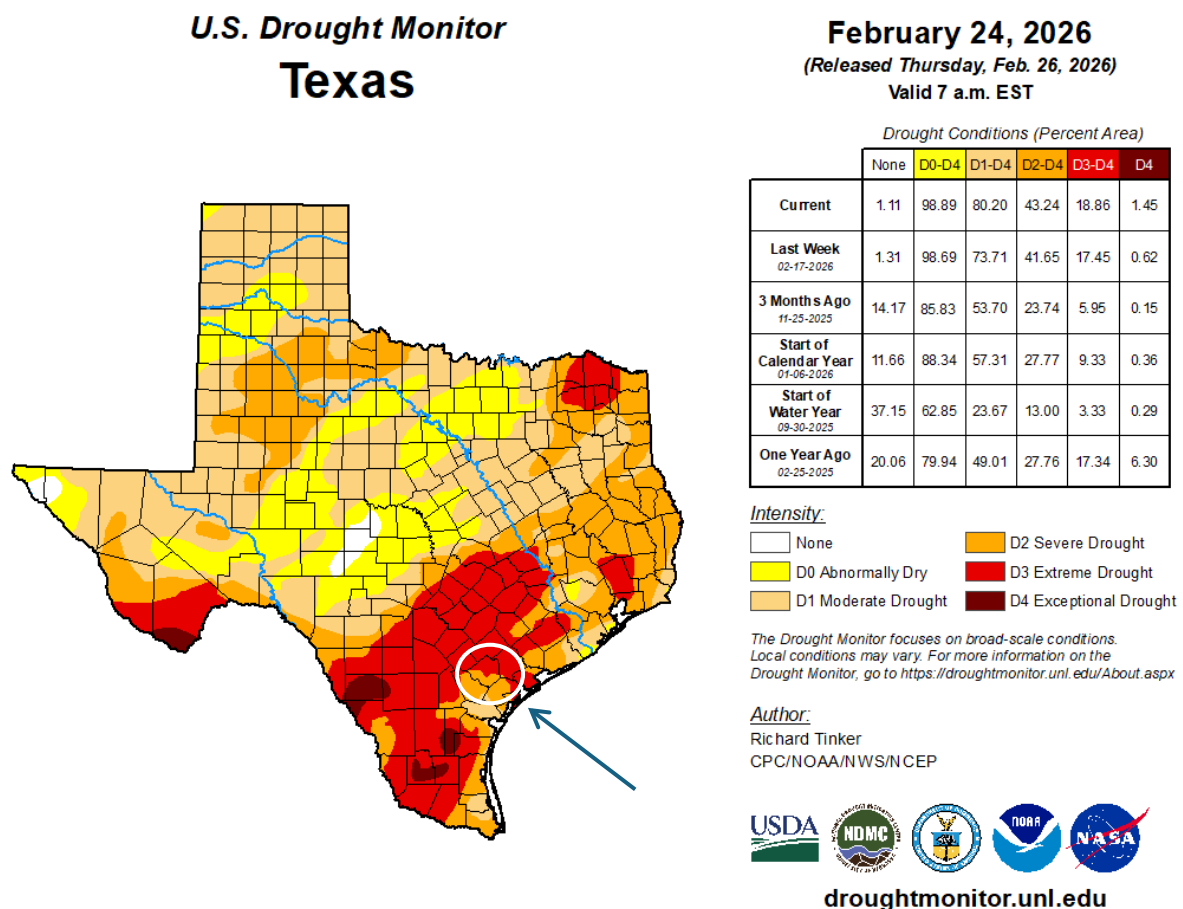 U.S. Drought Monitor
Texas
February 24, 2026
(Released Thursday, Feb. 26, 2026)
Valid 7 a.m. EST
Drought Conditions (Percent Area)
None D0-D4 D1-D4 D2-D4 D3-D4 D4
Current 1.11 98.89 80.20 43.24 18.86 1.45
Last Week
02-17-2026 1.31 98.69 73.71 41.65 17.45 0.62
3 Months Ago
11-25-2025 14.17 85.83 53.70 23.74 5.95 0.15
Start of
Calendar Year
01-06-2026 11.66 88.34 57.31 27.77 9.33 0.36
Start of
Water Year
09-30-2025 37.15 62.85 23.67 13.00 3.33 0.29
One Year Ago
02-25-2025 20.06 79.94 49.01 27.76 17.34 6.30
Intensity:
None
D0 Abnormally Dry
D1 Moderate Drought
D2 Severe Drought
D3 Extreme Drought
D4 Exceptional Drought
The Drought Monitor focuses on broad-scale conditions.
Local conditions may vary. For more information on the
Drought Monitor, go to https://droughtmonitor.unl.edu/About.aspx
Author:
Richard Tinker
CPC/NOAA/NWS/NCEP
USDA
NDMC
NOAA
NASA
droughtmonitor.unl.edu